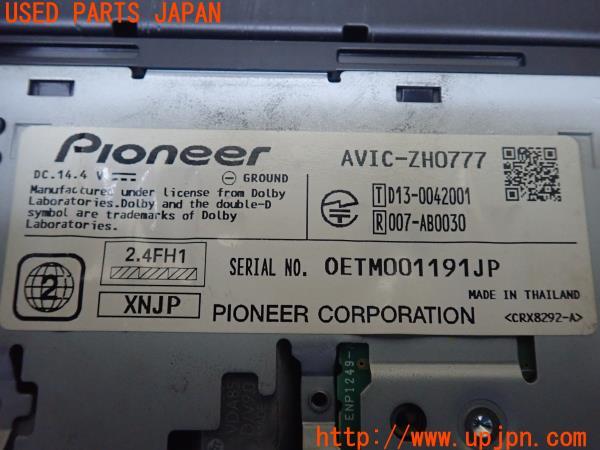 USED PARTS JAPAN
Pioneer
AVIC-ZH0777
DC.14.4 V
GROUND
Manufactured under license from Dolby
Laboratories.Dolby and the double-D
symbol are trademarks of Dolby
Laboratories.
T D13-0042001
R 007-AB0030
2.4FH1
2
XNJP
SERIAL NO. OETM001191JP
MADE IN THAILAND
PIONEER CORPORATION
<CRX8292-A>
ENP1249-
UPJ
http://www.upjpn.com/